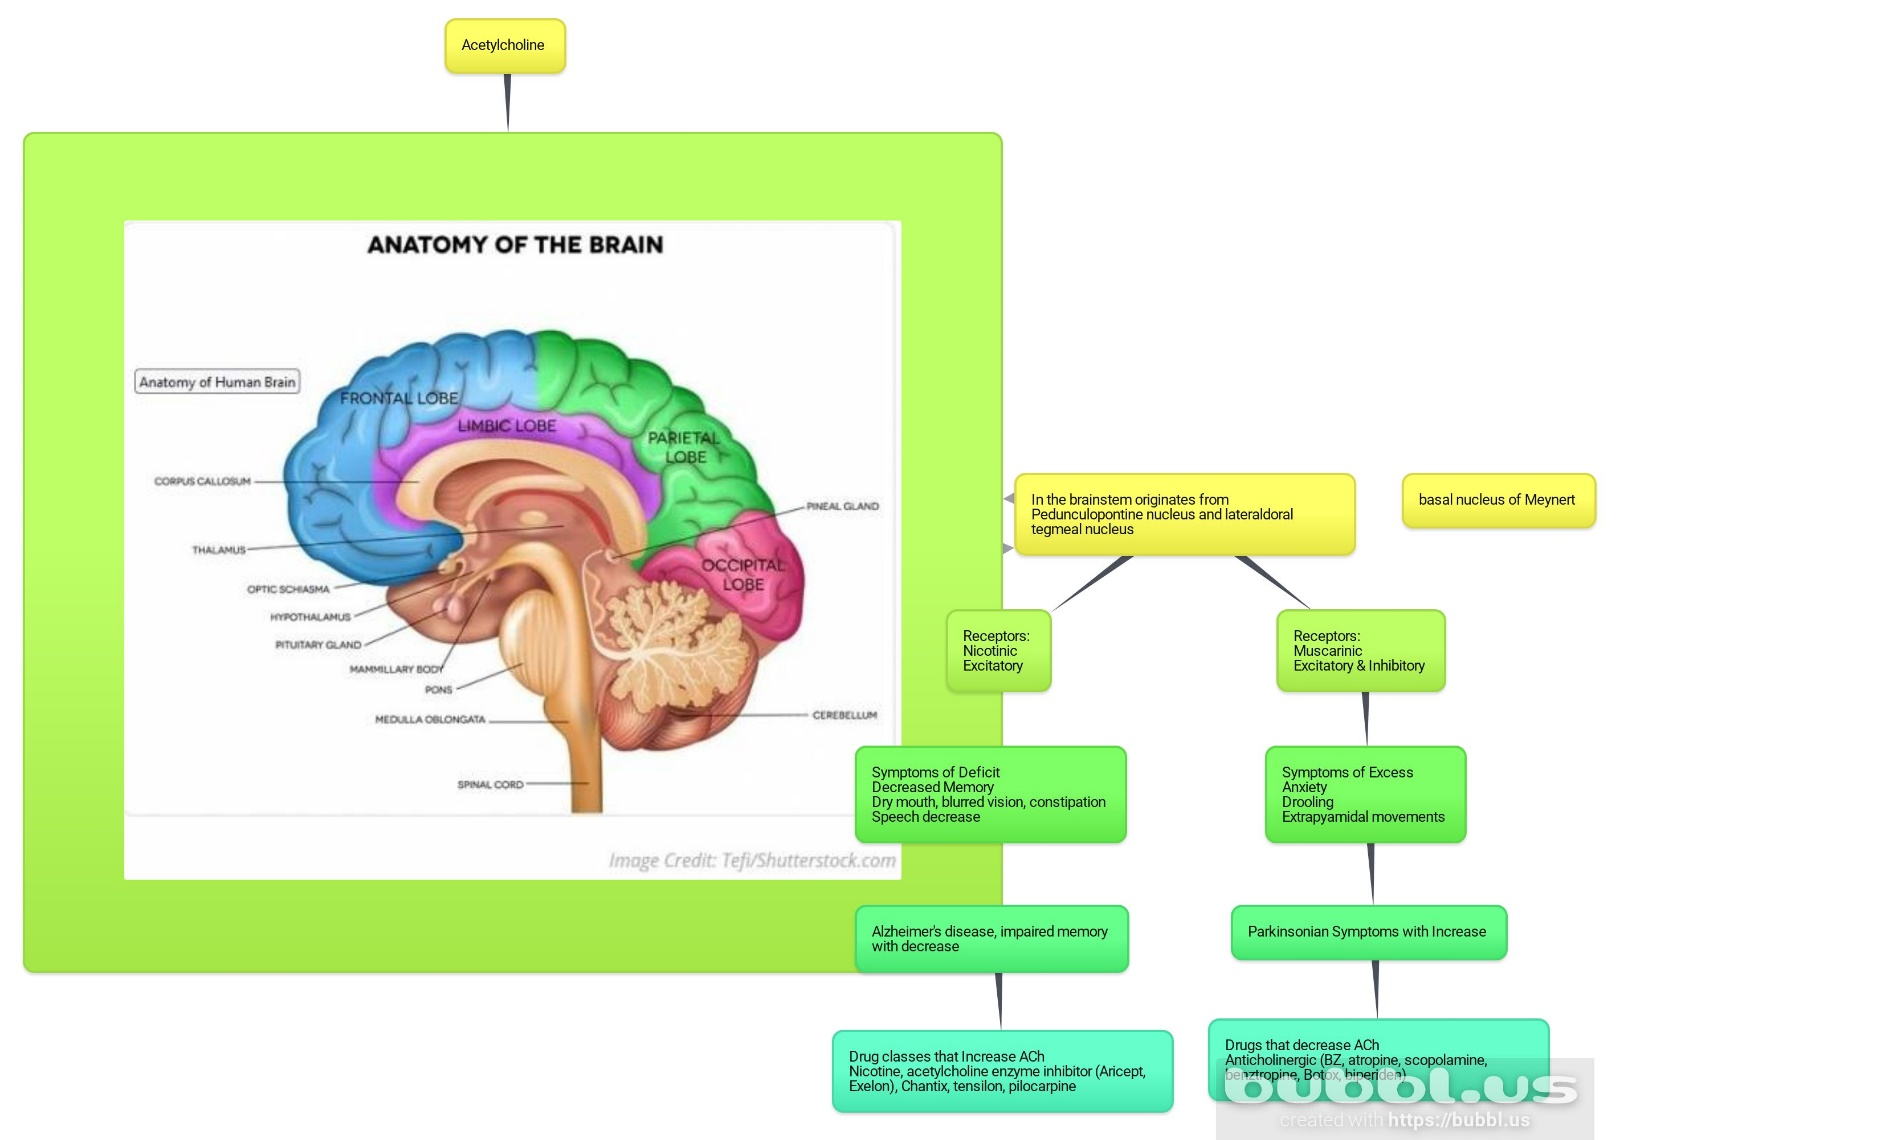 Acetylcholine
ANATOMY OF THE BRAIN
Anatomy of Human Brain
FRONTAL LOBE
LIMBIC LOBE
PARIETAL
LOBE
OCCIPITAL
LOBE
CORPUS CALLOSUM
THALAMUS
OPTIC SCHIASMA
HYPOTHALAMUS
PITUITARY GLAND
MAMMILLARY BODY
PONS
MEDULLA OBLONGATA
SPINAL CORD
PINEAL GLAND
CEREBELLUM
Image Credit: Tefi/Shutterstock.com
In the brainstem originates from
Pedunculopontine nucleus and lateraldoral
tegmeal nucleus
basal nucleus of Meynert
Receptors:
Nicotinic
Excitatory
Receptors:
Muscarinic
Excitatory & Inhibitory
Symptoms of Deficit
Decreased Memory
Dry mouth, blurred vision, constipation
Speech decrease
Symptoms of Excess
Anxiety
Drooling
Extrapyamidal movements
Alzheimer's disease, impaired memory
with decrease
Parkinsonian Symptoms with Increase
Drug classes that Increase ACh
Nicotine, acetylcholine enzyme inhibitor (Aricept,
Exelon), Chantix, tensilon, pilocarpine
Drugs that decrease ACh
Anticholinergic (BZ, atropine, scopolamine,
benztropine, Botox, biperiden)
bubbl.us
created with https://bubbl.us